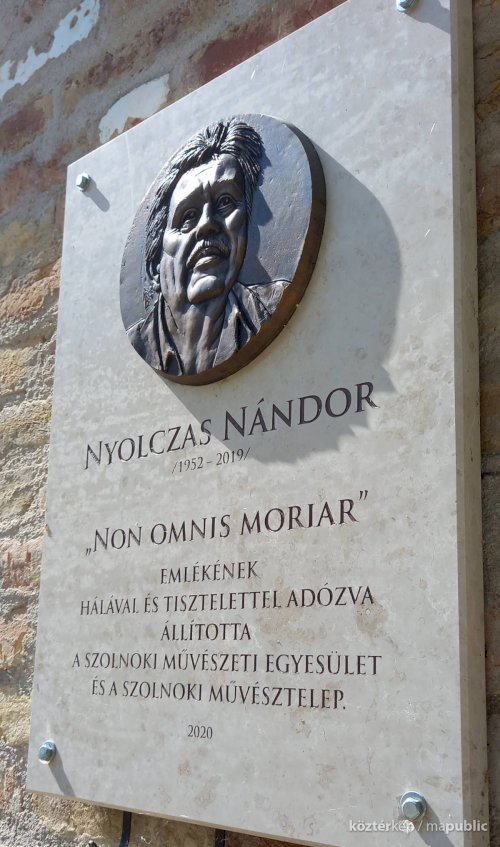 NYOLCZAS NÁNDOR
/1952 – 2019/
„NON OMNIS MORIAR”
EMLÉKÉNEK
HÁLÁVAL ÉS TISZTELETTEL ADÓZVA
ÁLLÍTOTTA
A SZOLNOKI MŰVÉSZETI EGYESÜLET
ÉS A SZOLNOKI MŰVÉSZTELEP.
2020
köztérkép / mapublic